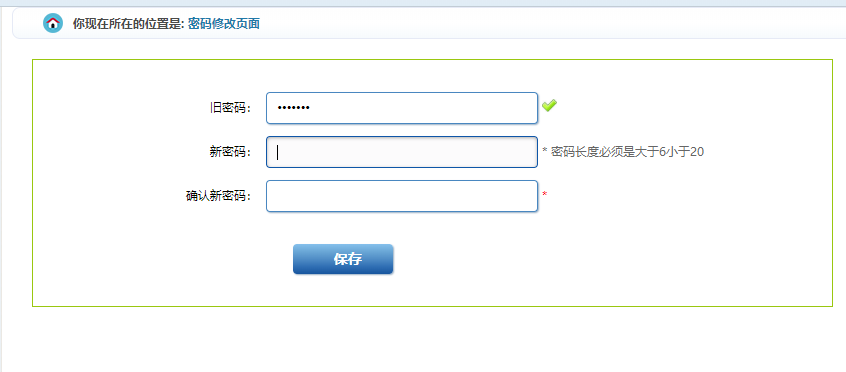 你现在所在的位置是: 密码修改页面
旧密码： •••••••
新密码： * 密码长度必须是大于6小于20
确认新密码： *
保存